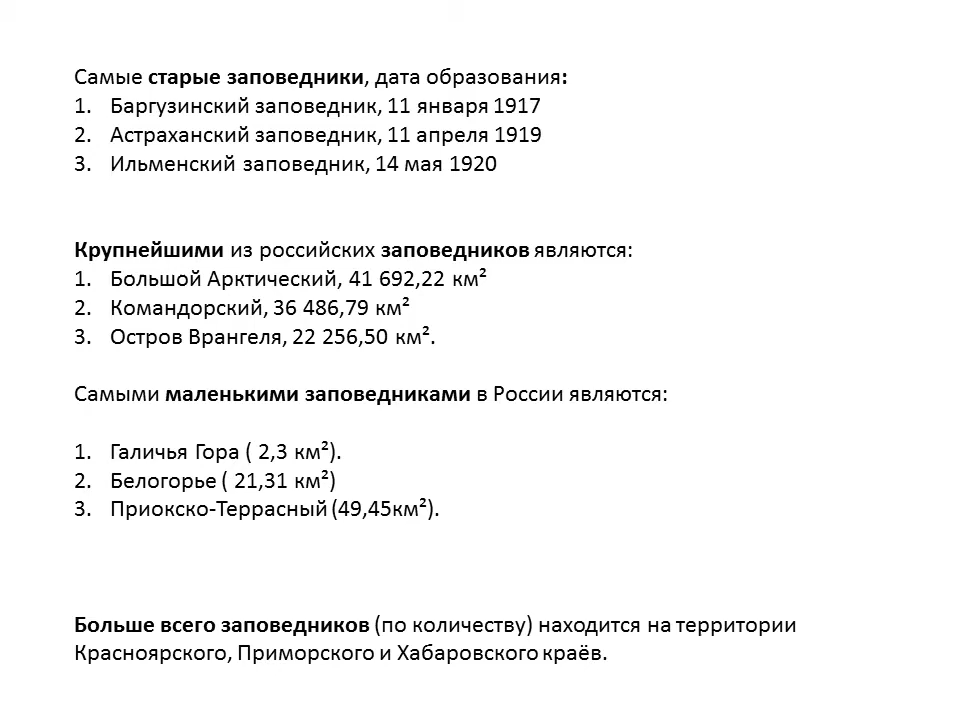 Самые старые заповедники, дата образования:
1. Баргузинский заповедник, 11 января 1917
2. Астраханский заповедник, 11 апреля 1919
3. Ильменский заповедник, 14 мая 1920
Крупнейшими из российских заповедников являются:
1. Большой Арктический, 41 692,22 км²
2. Командорский, 36 486,79 км²
3. Остров Врангеля, 22 256,50 км².
Самыми маленькими заповедниками в России являются:
1. Галичья Гора ( 2,3 км²).
2. Белогорье ( 21,31 км²)
3. Приокско-Террасный (49,45км²).
Больше всего заповедников (по количеству) находится на территории
Красноярского, Приморского и Хабаровского краёв.